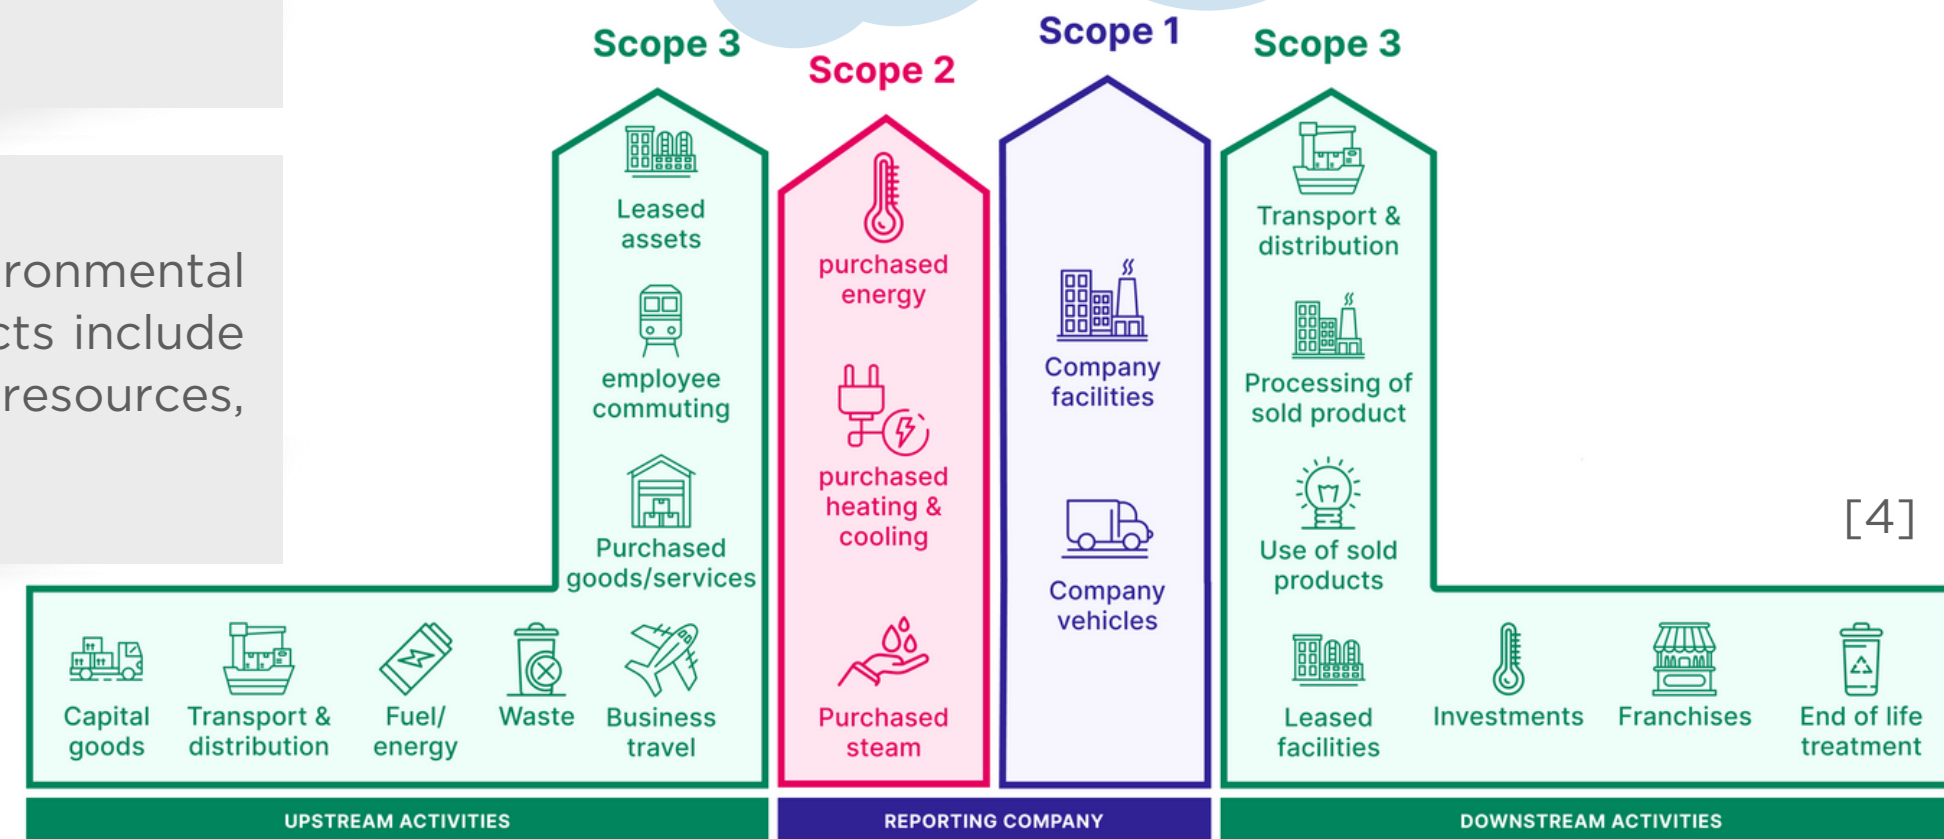 ronmental
cts include
resources,
Scope 3
Leased
assets
employee
commuting
Purchased
goods/services
Capital
goods
Transport &
distribution
Fuel/
energy
Waste
Business
travel
UPSTREAM ACTIVITIES
Scope 2
purchased
energy
purchased
heating &
cooling
Purchased
steam
Scope 1
Company
facilities
Company
vehicles
REPORTING COMPANY
Scope 3
Transport &
distribution
Processing of
sold product
Use of sold
products
Leased
facilities
Investments
Franchises
End of life
treatment
DOWNSTREAM ACTIVITIES
[4]